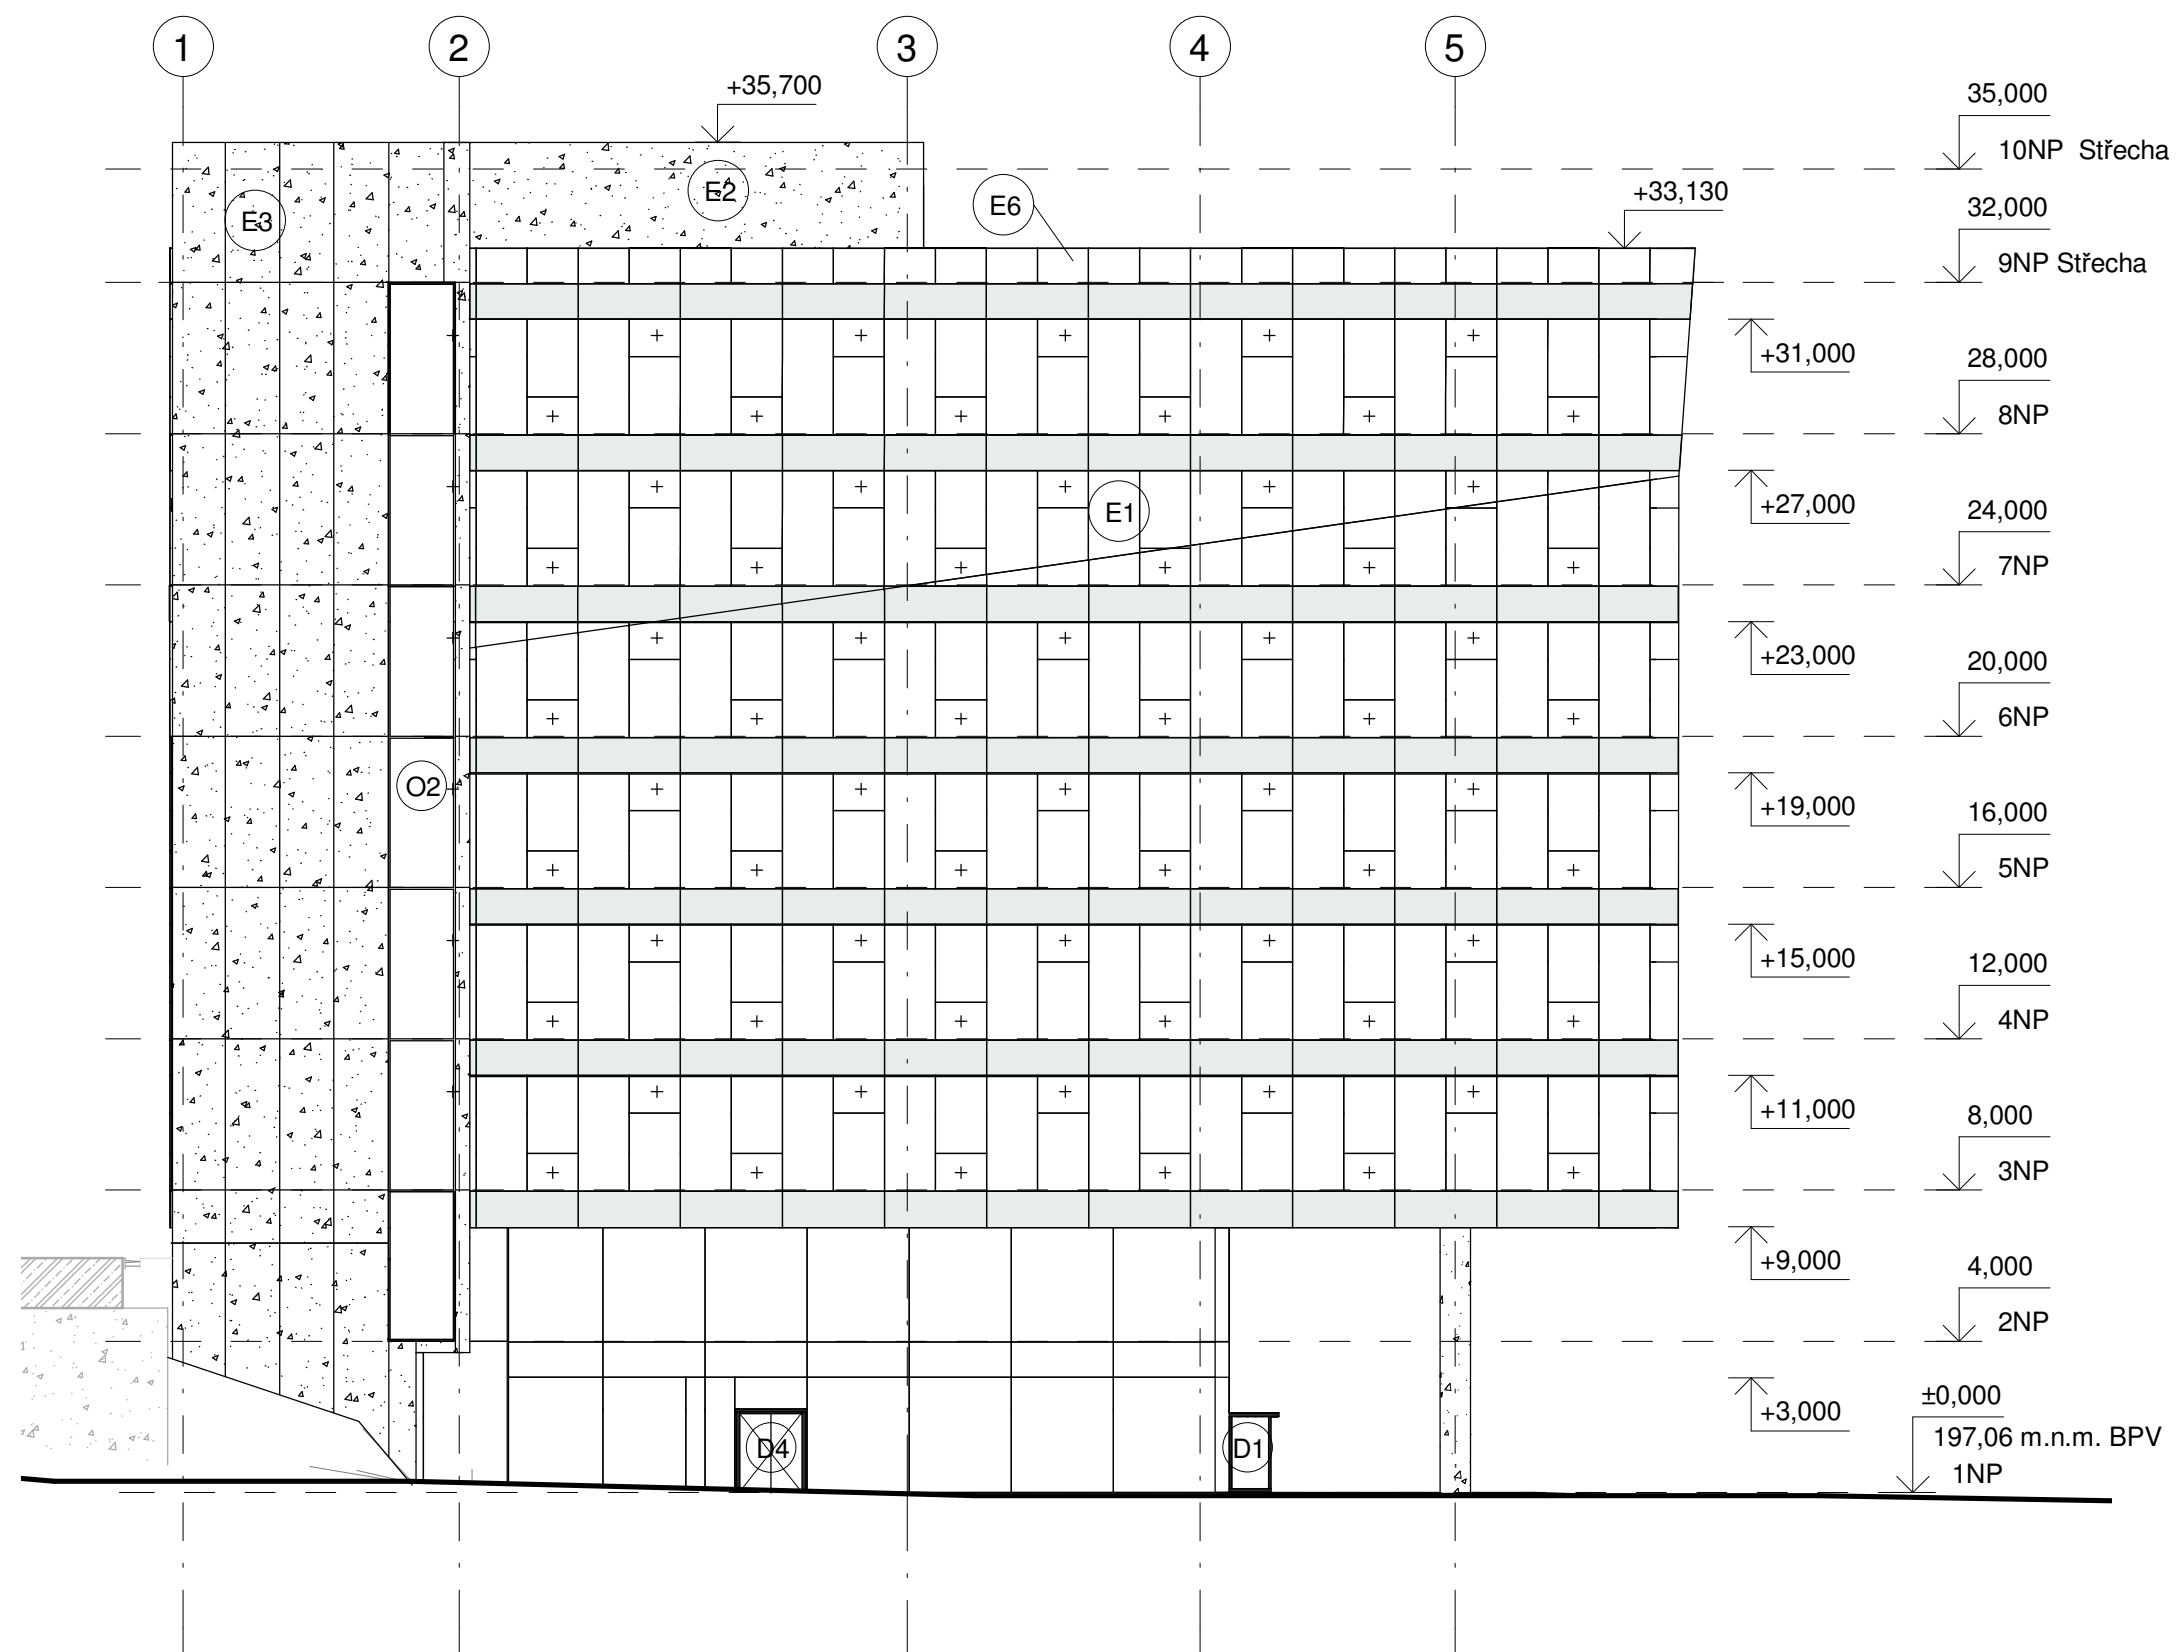 1 2 3 4 5
+35,700
35,000
10NP Střecha
E2
E6
+33,130
E3
32,000
9NP Střecha
+31,000
28,000
8NP
E1
+27,000
24,000
7NP
+23,000
20,000
6NP
O2
+19,000
16,000
5NP
+15,000
12,000
4NP
+11,000
8,000
3NP
+9,000
4,000
2NP
+3,000
±0,000
D4
D1
197,06 m.n.m. BPV
1NP